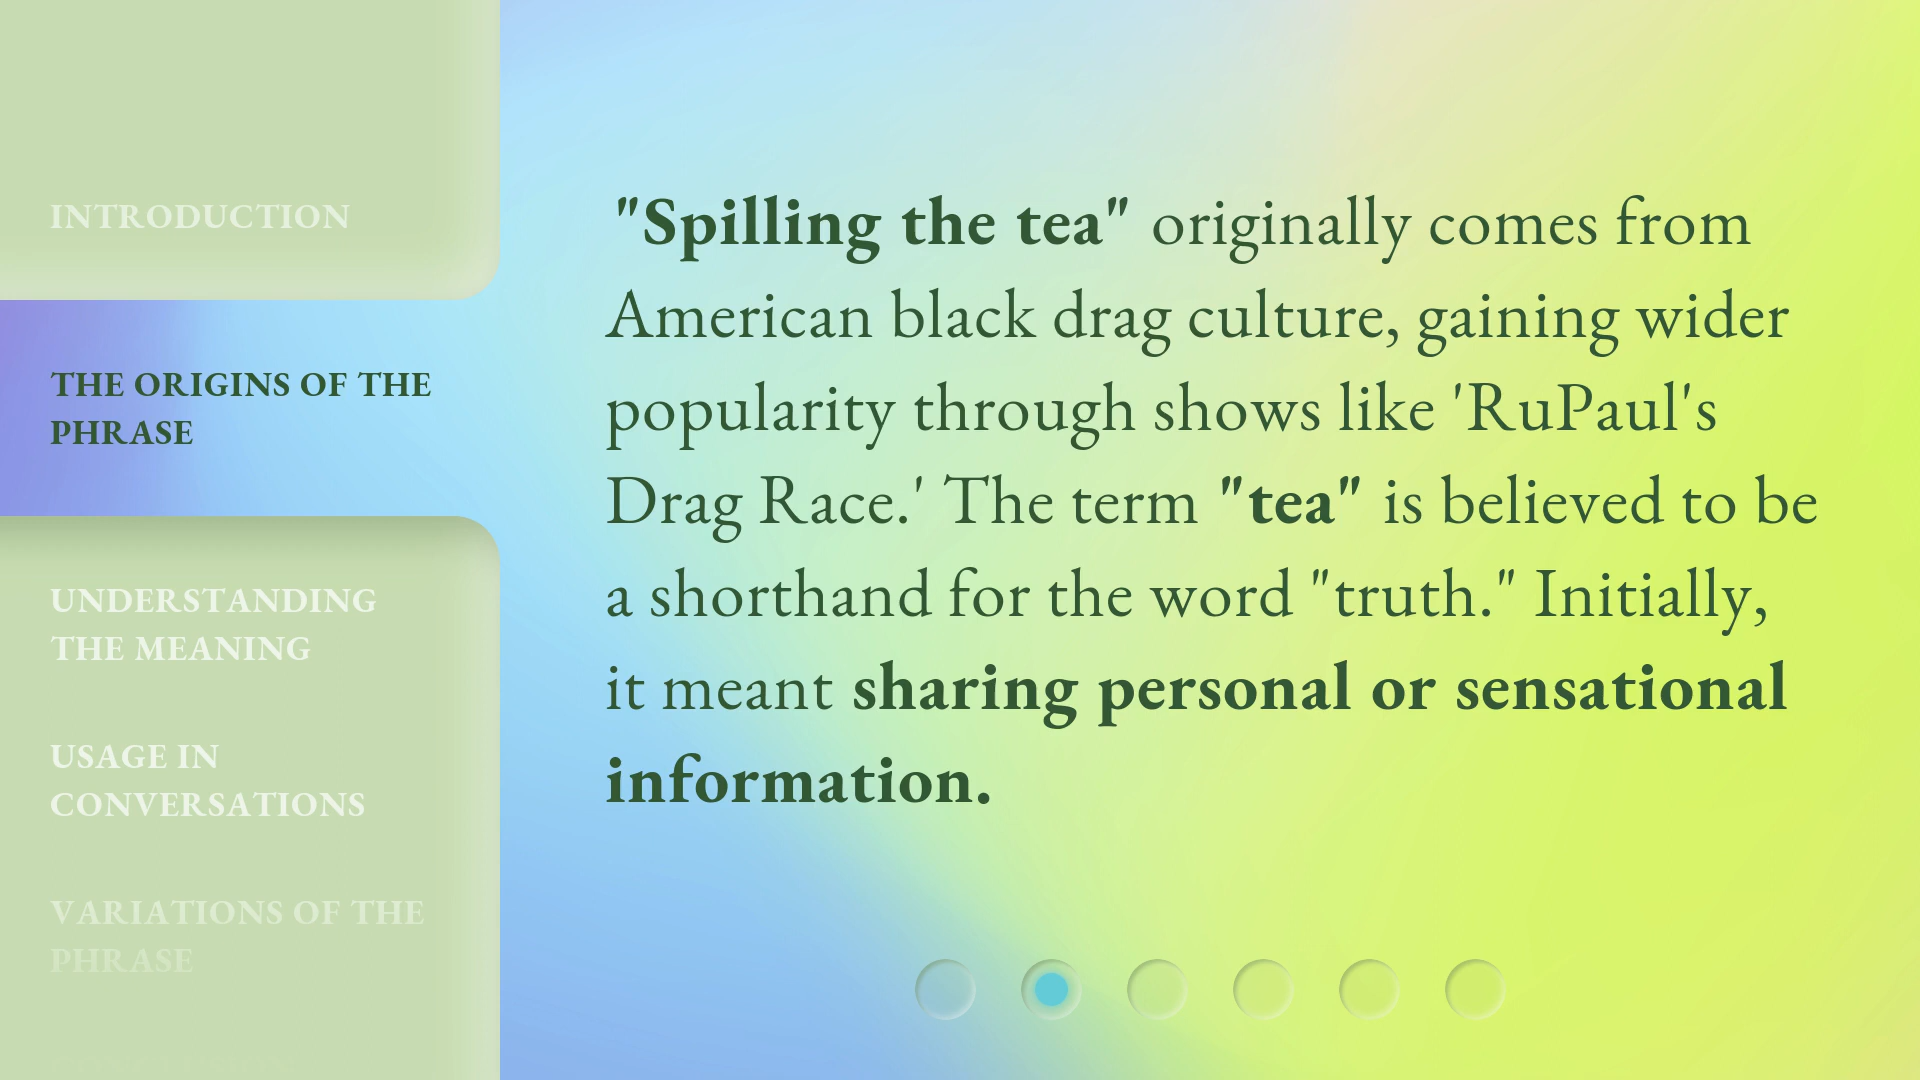 INTRODUCTION
THE ORIGINS OF THE
PHRASE
UNDERSTANDING
THE MEANING
USAGE IN
CONVERSATIONS
VARIATIONS OF THE
PHRASE
CONCLUSION
"Spilling the tea" originally comes from
American black drag culture, gaining wider
popularity through shows like 'RuPaul's
Drag Race.' The term "tea" is believed to be
a shorthand for the word "truth." Initially,
it meant sharing personal or sensational
information.